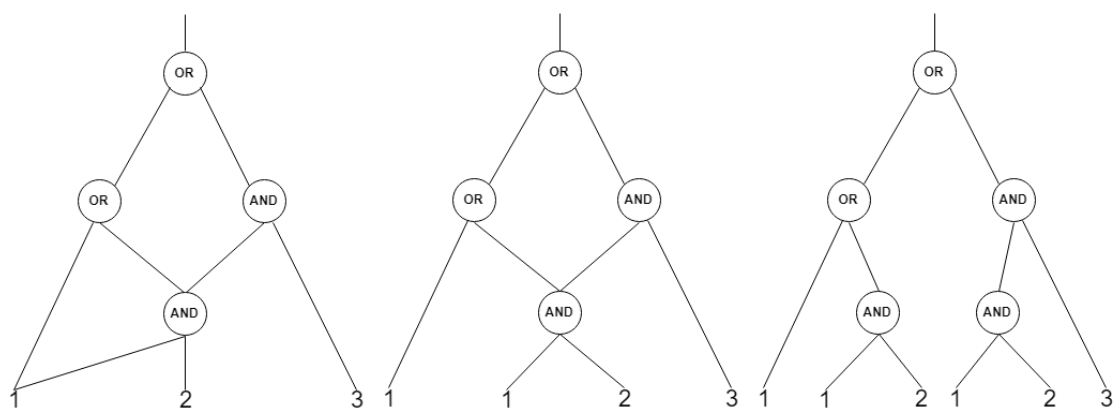 OR OR OR
OR AND OR AND OR AND
AND AND AND AND
1 2 3 1 1 2 3 1 1 2 1 2 3